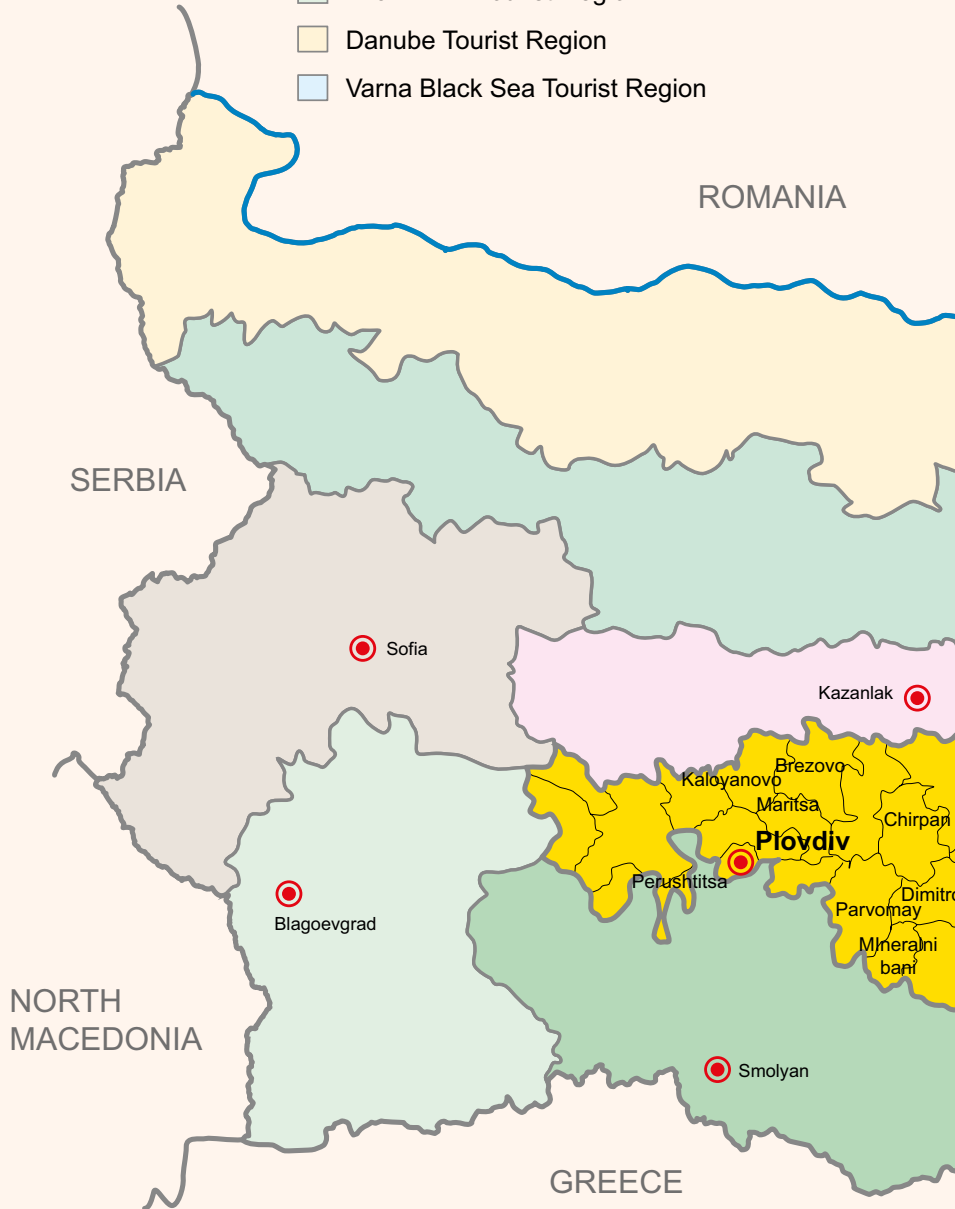 Danube Tourist Region
Varna Black Sea Tourist Region
ROMANIA
SERBIA
Sofia
Kazanlak
Brezovo
Kaloyanovo
Maritsa
Chirpan
Plovdiv
Perushtitsa
Dimitro
Parvomay
Blagoevgrad
MIneralni
bani
NORTH
MACEDONIA
Smolyan
GREECE